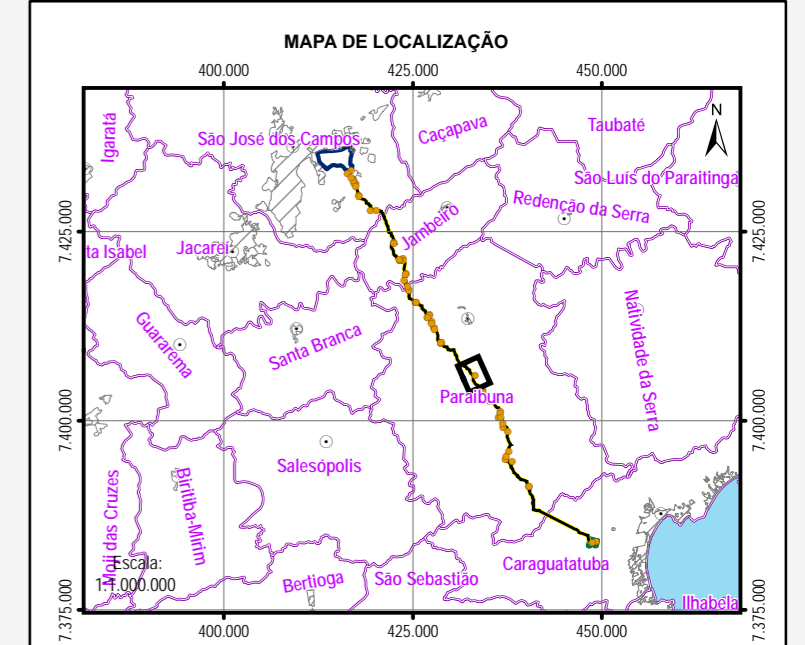 MAPA DE LOCALIZAÇÃO
400.000
425.000
450.000
N
Igaratá
São José dos Campos
Caçapava
Taubaté
São Luís do Paraitinga
Redenção da Serra
Jambeiro
7.425.000
7.425.000
ta Isabel
Jacareí
Guararema
Santa Branca
Natividade da Serra
Paraibuna
7.400.000
7.400.000
Salesópolis
Moji das Cruzes
Biritiba-Mirim
Escala:
1:1.000.000
Bertioga
São Sebastião
Caraguatatuba
Ilhabela
7.375.000
7.375.000
400.000
425.000
450.000